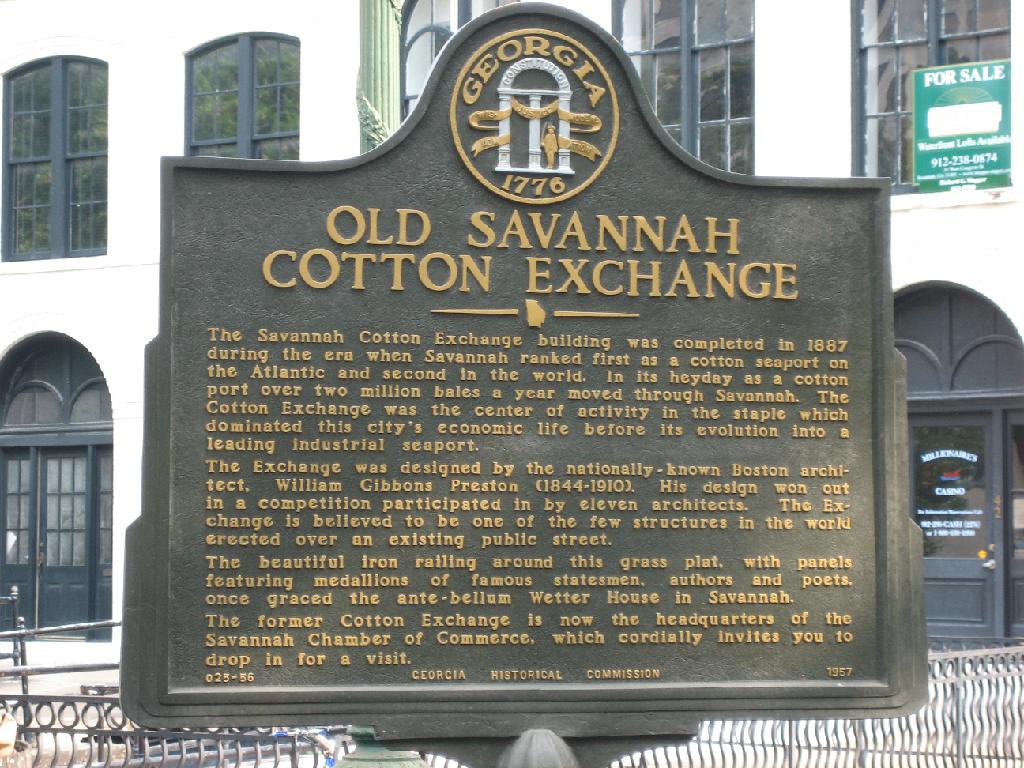 GEORGIA
CONSTITUTION
1776
OLD SAVANNAH
COTTON EXCHANGE
The Savannah Cotton Exchange building was completed in 1887
during the era when Savannah ranked first as a cotton seaport on
the Atlantic and second in the world. In its heyday as a cotton
port over two million bales a year moved through Savannah. The
Cotton Exchange was the center of activity in the staple which
dominated this city's economic life before its evolution into a
leading industrial seaport.
The Exchange was designed by the nationally-known Boston archi-
tect, William Gibbons Preston (1844-1910). His design won out
in a competition participated in by eleven architects. The Ex-
change is believed to be one of the few structures in the world
erected over an existing public street.
The beautiful iron railing around this grass plat, with panels
featuring medallions of famous statesmen, authors and poets,
once graced the ante-bellum Wetter House in Savannah.
The former Cotton Exchange is now the headquarters of the
Savannah Chamber of Commerce, which cordially invites you to
drop in for a visit.
025-56 GEORGIA HISTORICAL COMMISSION 1957
FOR SALE
Waterfront Lofts Available
912-238-0874
MILLIONAIRE'S
CASINO